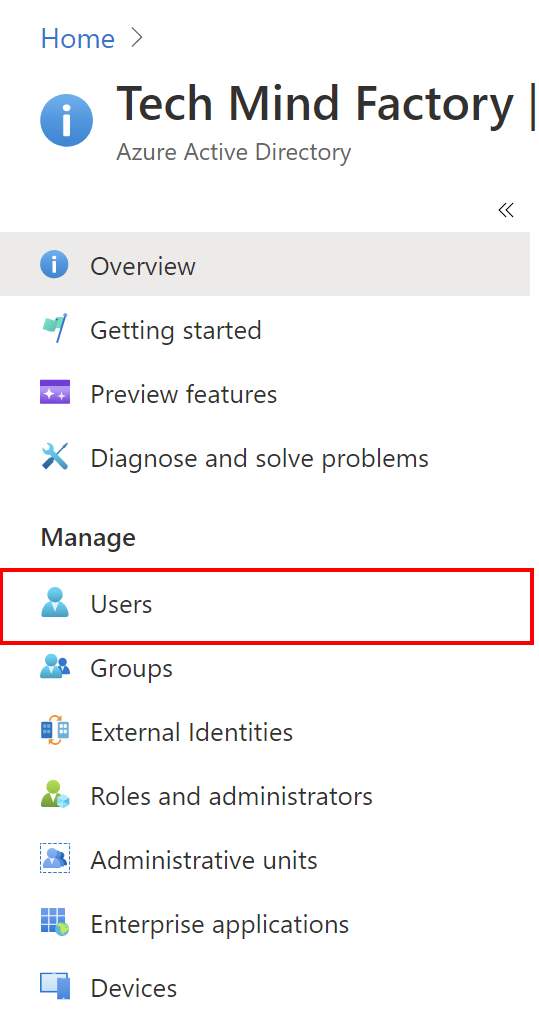 Home >
Tech Mind Factory |
Azure Active Directory
«
Overview
Getting started
Preview features
Diagnose and solve problems
Manage
Users
Groups
External Identities
Roles and administrators
Administrative units
Enterprise applications
Devices